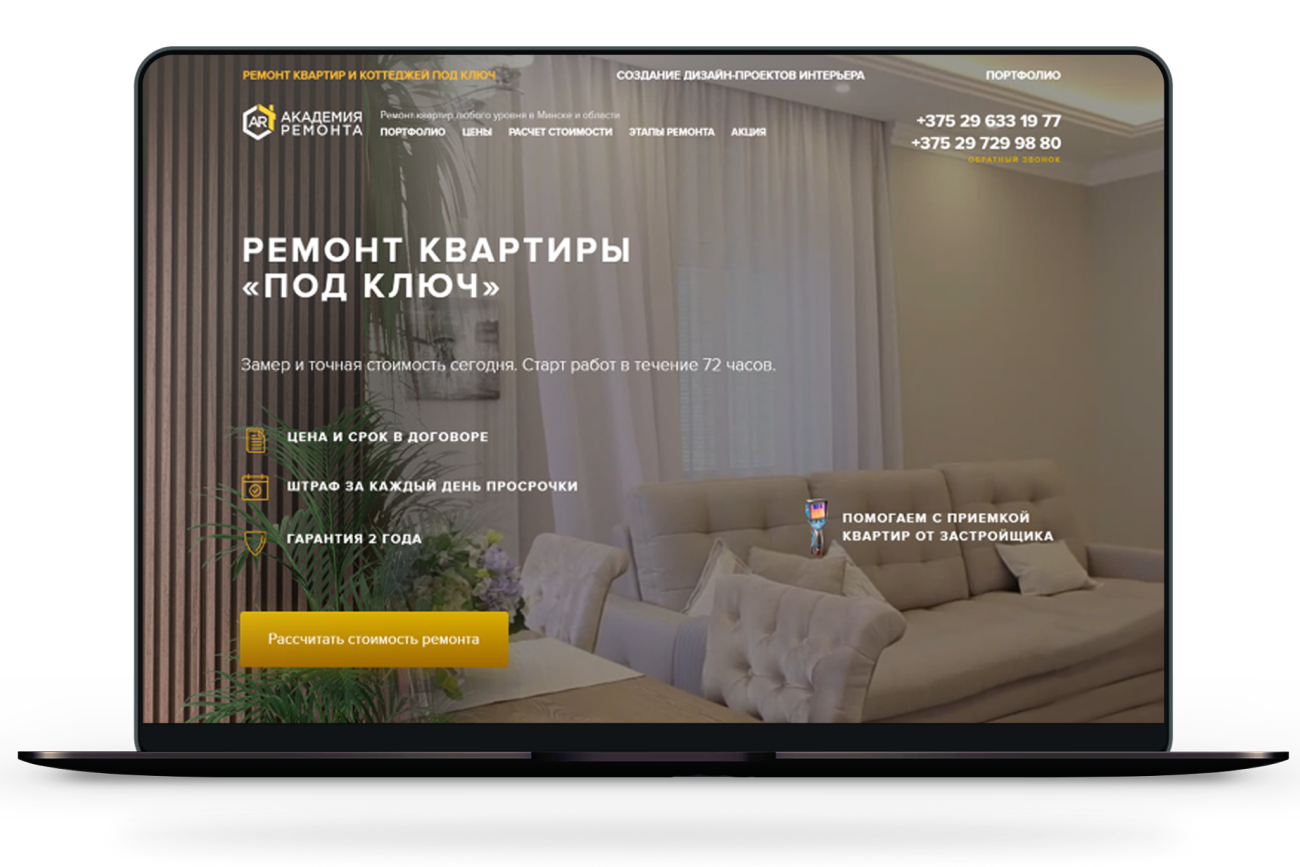 РЕМОНТ КВАРТИР И КОТТЕДЖЕЙ ПОД КЛЮЧ
СОЗДАНИЕ ДИЗАЙН-ПРОЕКТОВ ИНТЕРЬЕРА
ПОРТФОЛИО
AR
АКАДЕМИЯ
РЕМОНТА
Ремонт квартир любого уровня в Минске и области
ПОРТФОЛИО ЦЕНЫ РАСЧЕТ СТОИМОСТИ ЭТАПЫ РЕМОНТА АКЦИЯ
+375 29 633 19 77
+375 29 729 98 80
ОБРАТНЫЙ ЗВОНОК
РЕМОНТ КВАРТИРЫ
«ПОД КЛЮЧ»
Замер и точная стоимость сегодня. Старт работ в течение 72 часов.
ЦЕНА И СРОК В ДОГОВОРЕ
ШТРАФ ЗА КАЖДЫЙ ДЕНЬ ПРОСРОЧКИ
ГАРАНТИЯ 2 ГОДА
ПОМОГАЕМ С ПРИЕМКОЙ
КВАРТИР ОТ ЗАСТРОЙЩИКА
Рассчитать стоимость ремонта